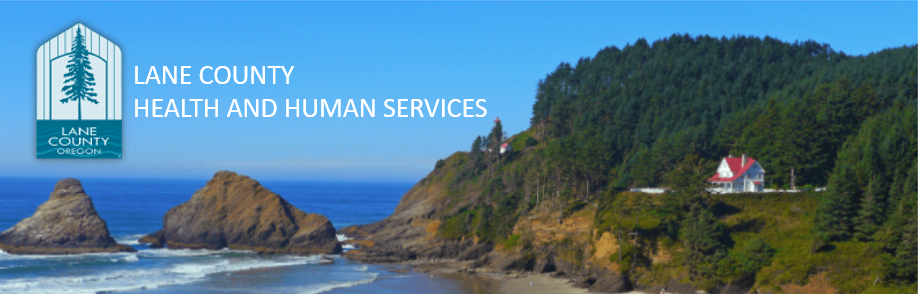 LANE COUNTY
HEALTH AND HUMAN SERVICES
LANE
COUNTY
OREGON